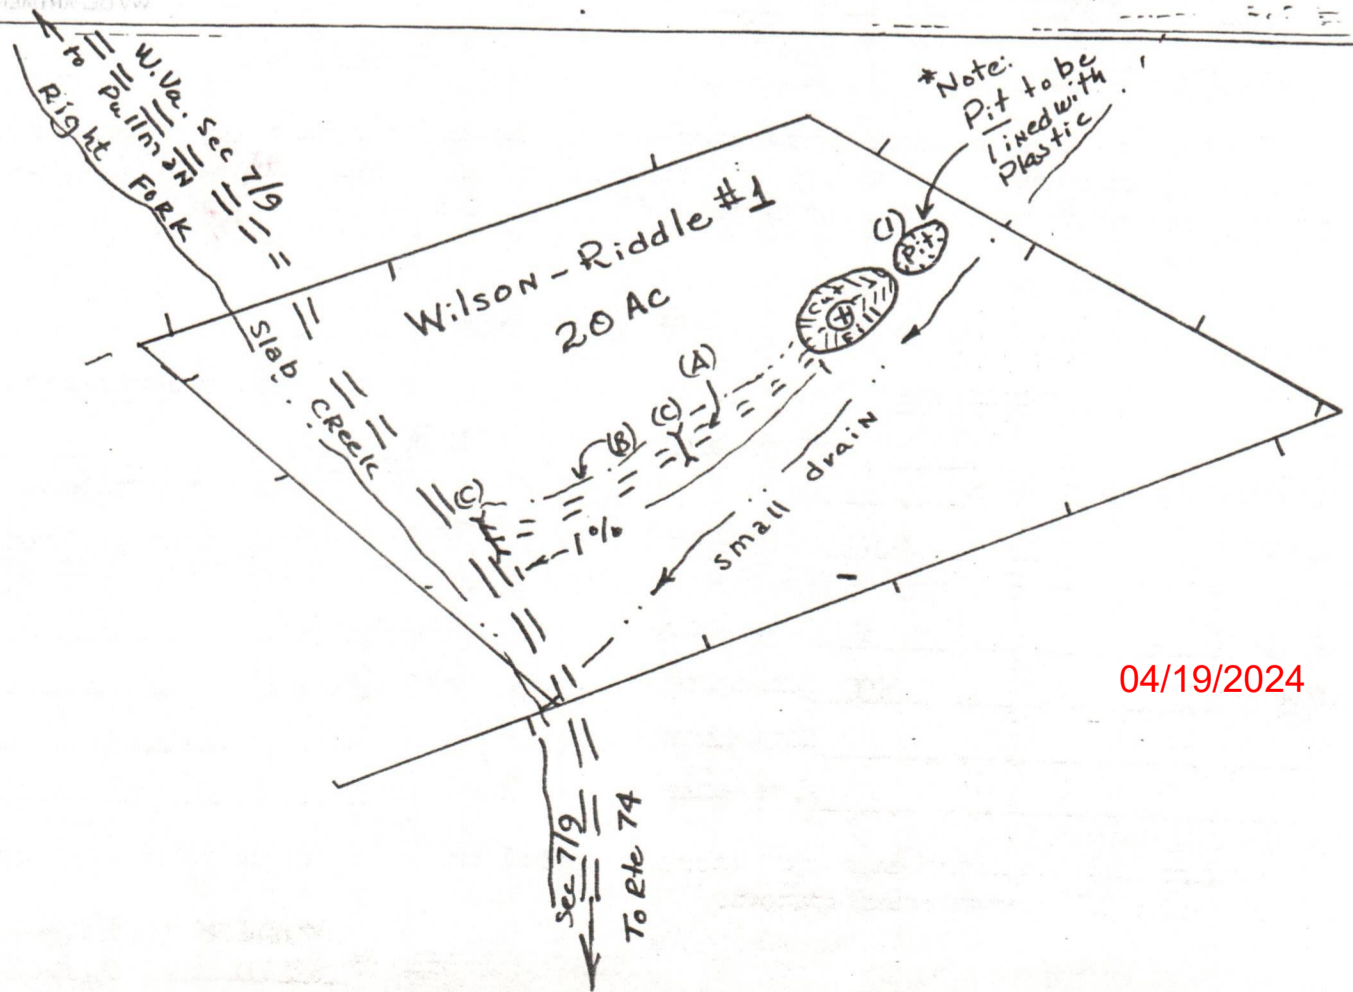 W.Va. Sec 7/9
to Pullman
Right Fork
Slab Creek
*Note:
Pit to be
lined with
Plastic
Wilson-Riddle #1
20 Ac
(1)
Pit
Cut
Fill
(A)
(C)
(B)
(C)
1%
small drain
04/19/2024
Sec 7/9
To Rte 74